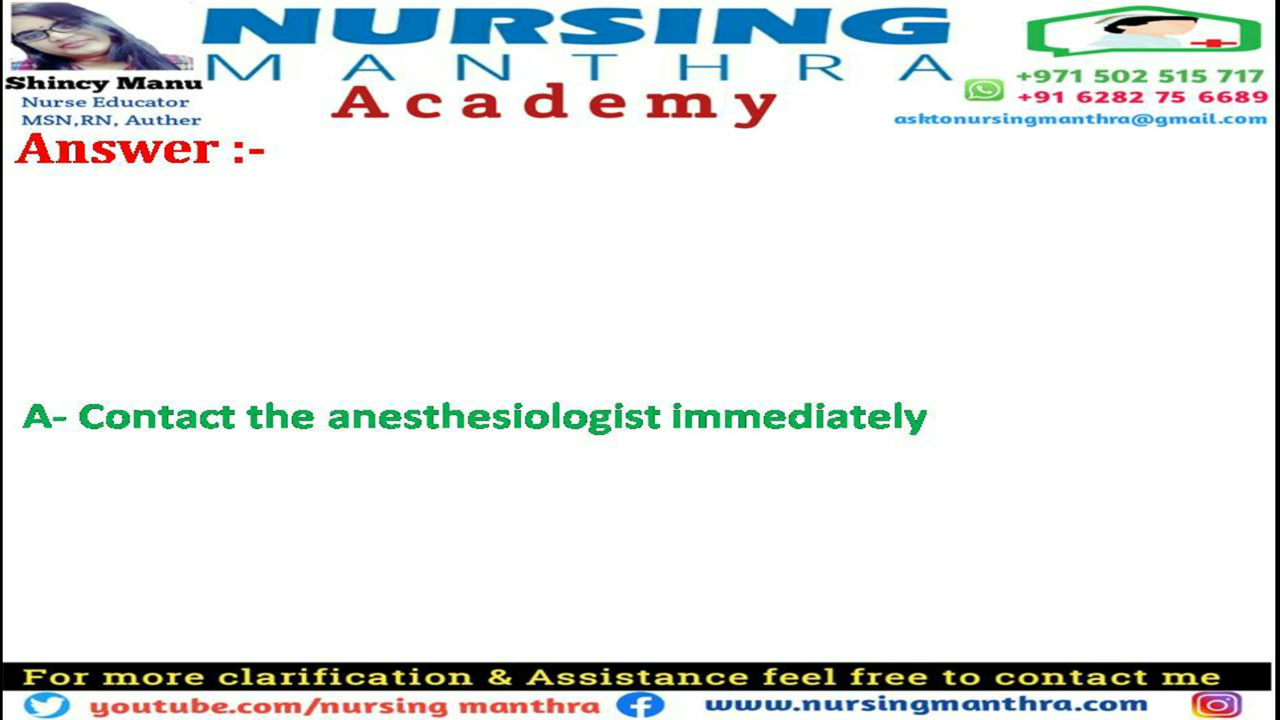 NURSING
MANTHRA
Academy
Shincy Manu
Nurse Educator
MSN,RN, Auther
+971 502 515 717
+91 6282 75 6689
asktonursingmanthra@gmail.com
Answer :-
A- Contact the anesthesiologist immediately
For more clarification & Assistance feel free to contact me
youtube.com/nursing manthra
www.nursingmanthra.com